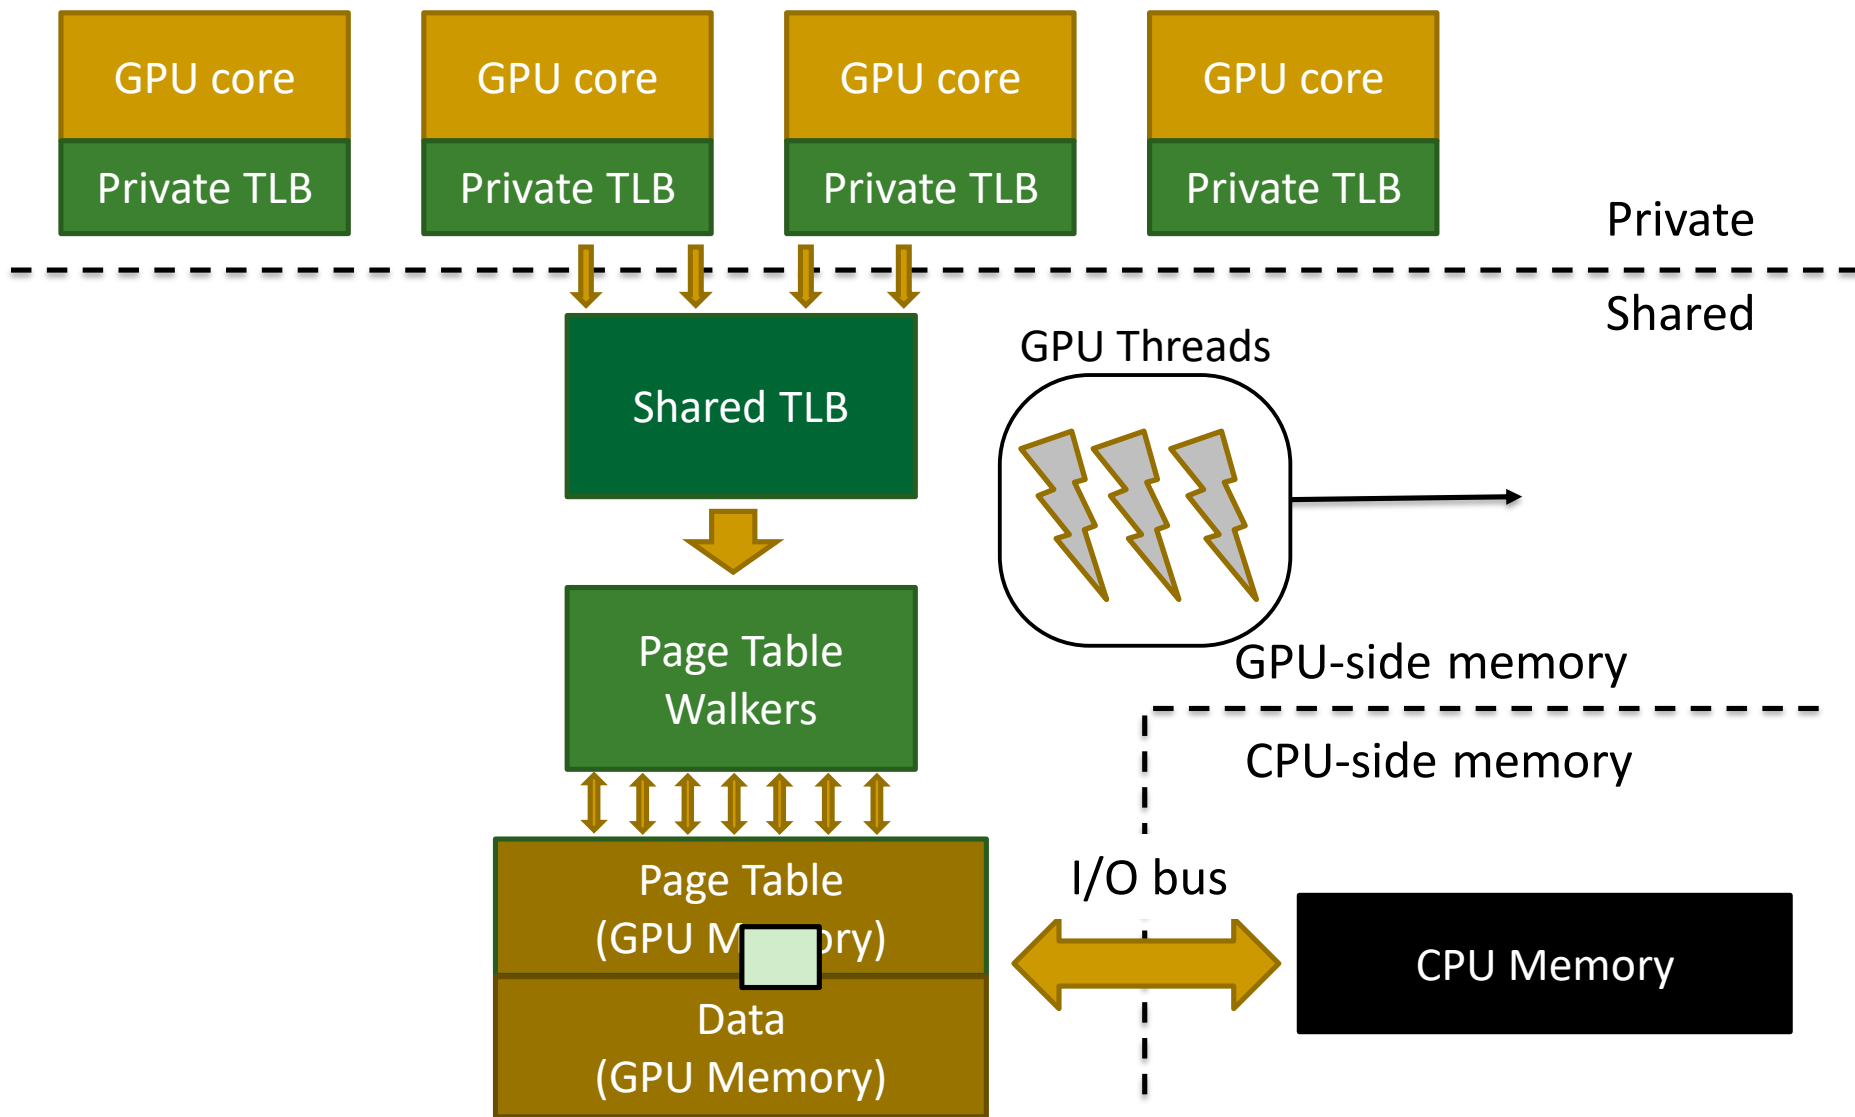 GPU core
GPU core
GPU core
GPU core
Private TLB
Private TLB
Private TLB
Private TLB
Private
Shared
GPU Threads
Shared TLB
Page Table
Walkers
GPU-side memory
CPU-side memory
Page Table
(GPU M ry)
I/O bus
CPU Memory
Data
(GPU Memory)